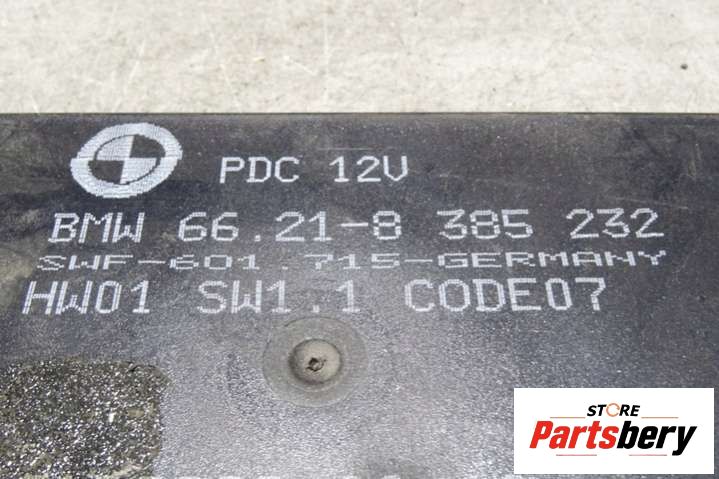 PDC 12V
BMW 66.21-8 385 232
SWF-601.715-GERMANY
HW01 SW1.1 CODE07
STORE
Partsbery